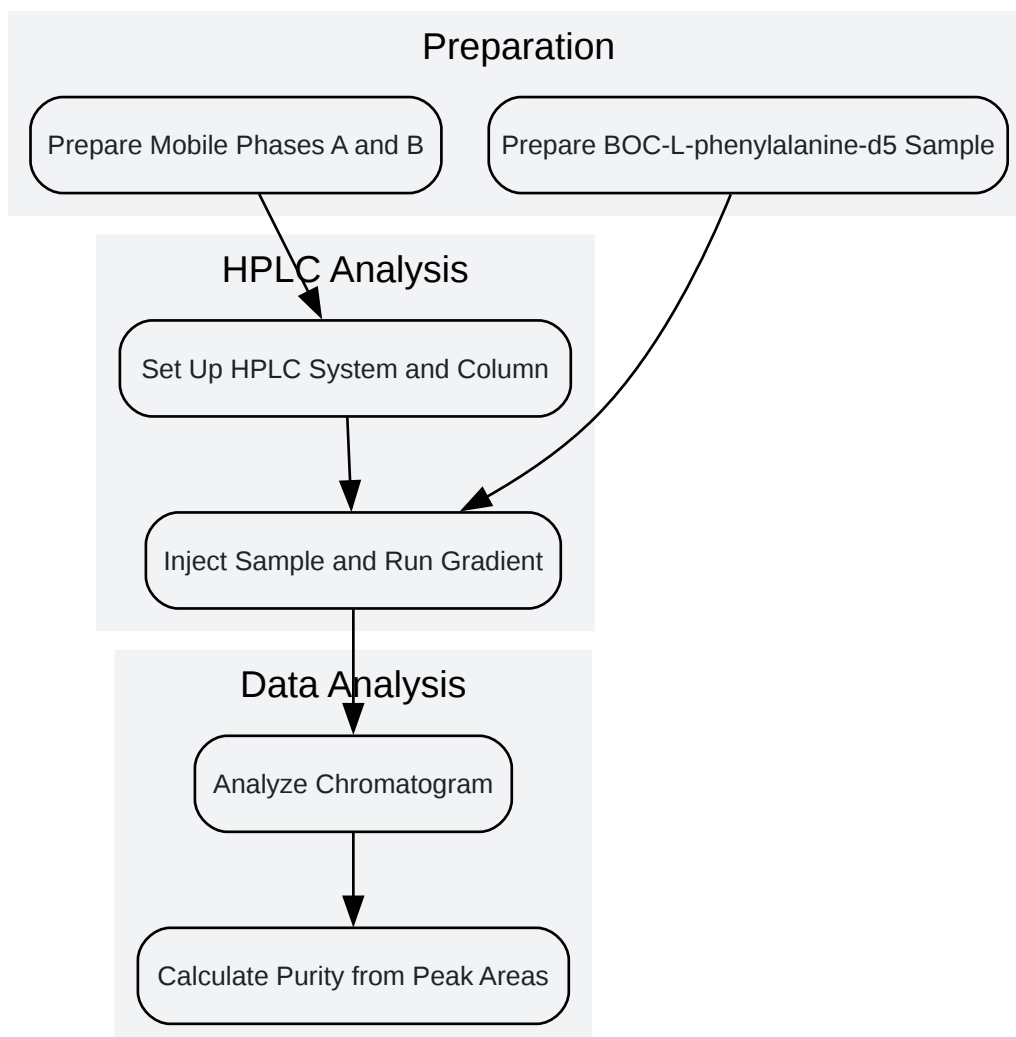 Preparation
Prepare Mobile Phases A and B
Prepare BOC-L-phenylalanine-d5 Sample
HPLC Analysis
Set Up HPLC System and Column
Inject Sample and Run Gradient
Data Analysis
Analyze Chromatogram
Calculate Purity from Peak Areas